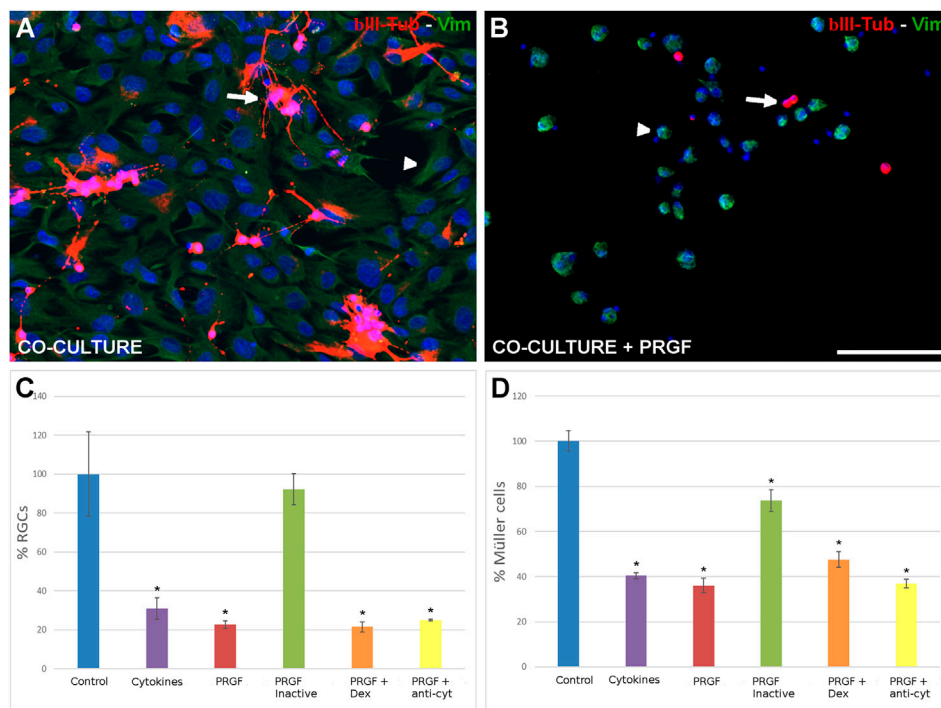 A
bIII-Tub - Vim
CO-CULTURE
B
bIII-Tub - Vim
CO-CULTURE + PRGF
C
% RGCs
140
120
100
80
60
40
20
0
*
*
*
*
Control
Cytokines
PRGF
PRGF
Inactive
PRGF +
Dex
PRGF +
anti-cyt
D
% Müller cells
120
100
80
60
40
20
0
*
*
*
*
*
Control
Cytokines
PRGF
PRGF
Inactive
PRGF +
Dex
PRGF +
anti-cyt